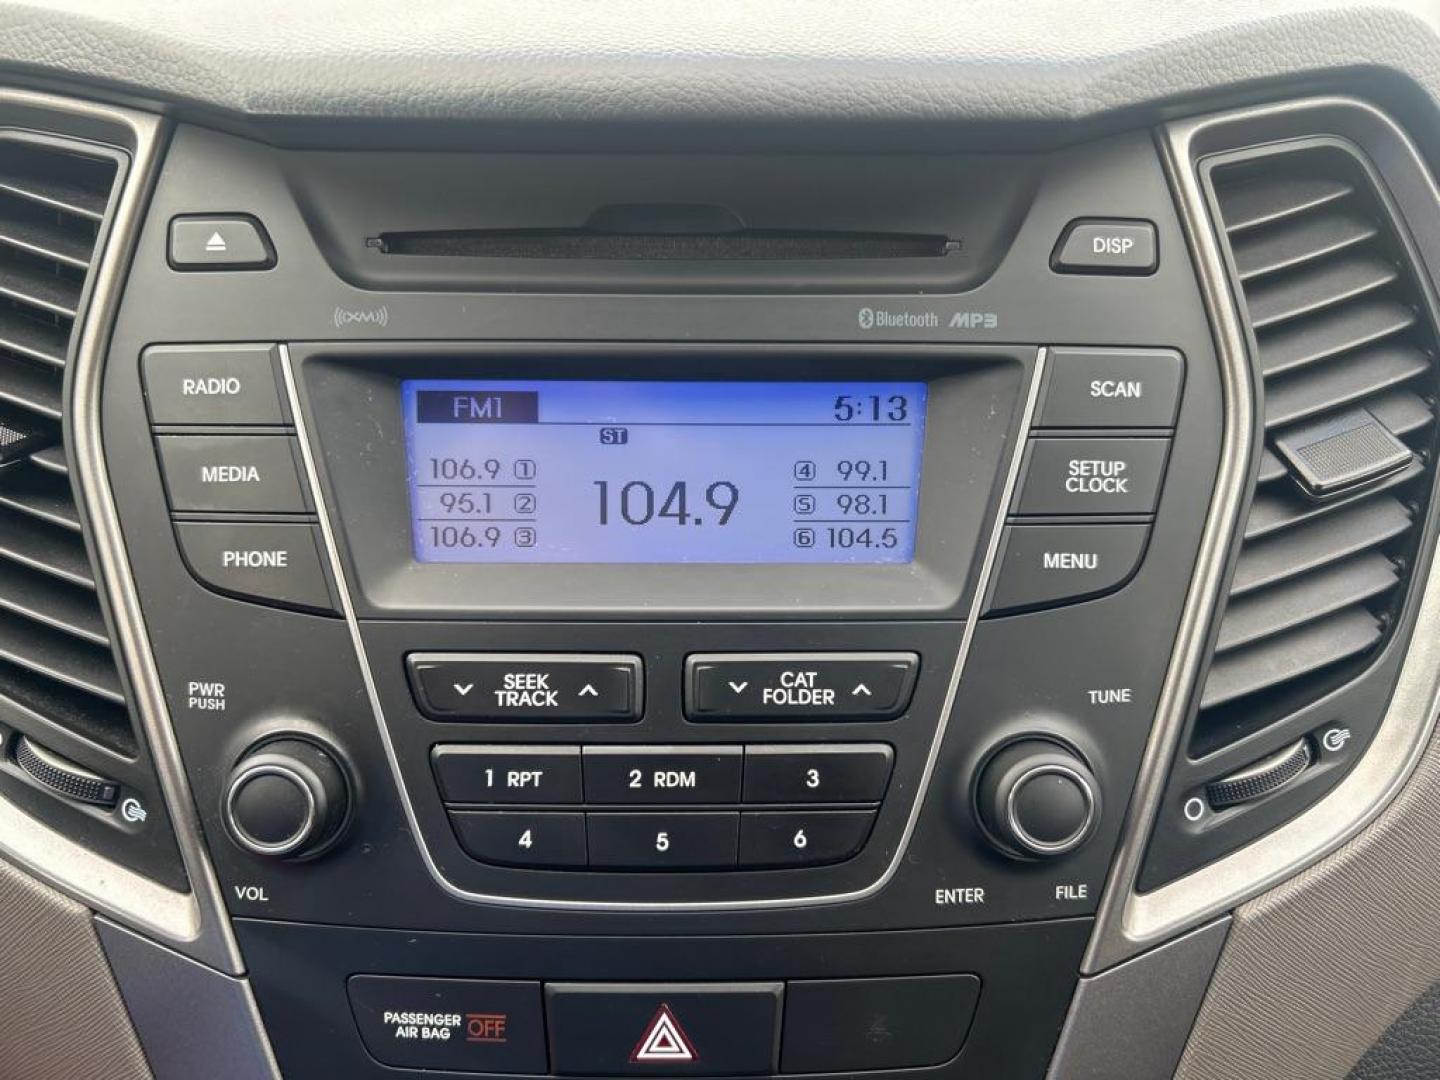 DISP
XM
Bluetooth MP3
RADIO
MEDIA
PHONE
FM1
5:13
ST
106.9 1
95.1 2
106.9 3
104.9
4 99.1
5 98.1
6 104.5
SCAN
SETUP
CLOCK
MENU
SEEK
TRACK
CAT
FOLDER
PWR
PUSH
TUNE
1 RPT
2 RDM
3
4
5
6
VOL
ENTER
FILE
PASSENGER
AIR BAG OFF